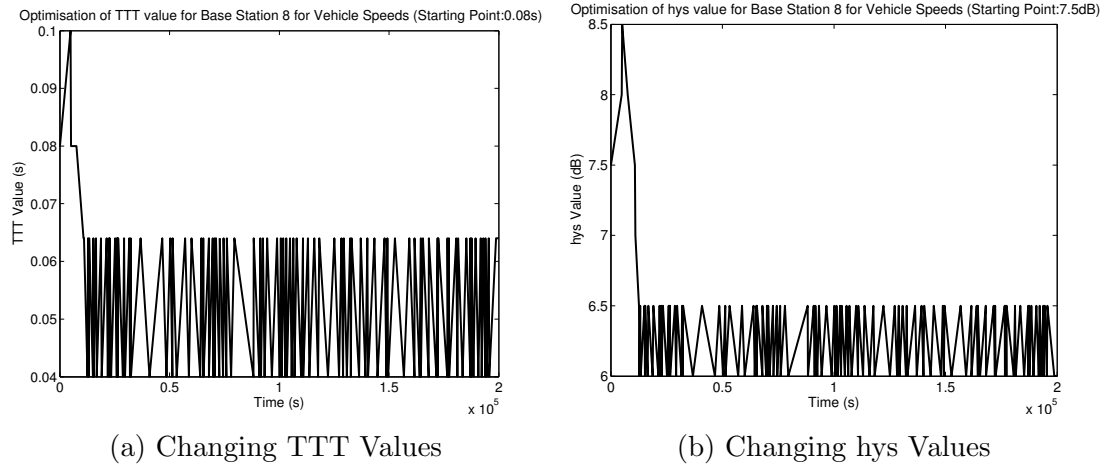 Optimisation of TTT value for Base Station 8 for Vehicle Speeds (Starting Point:0.08s)
0.1
0.09
0.08
0.07
0.06
0.05
0.04
TTT Value (s)
0
0.5
1
1.5
2
x 10^5
Time (s)
(a) Changing TTT Values
Optimisation of hys value for Base Station 8 for Vehicle Speeds (Starting Point:7.5dB)
8.5
8
7.5
7
6.5
6
hys Value (dB)
0
0.5
1
1.5
2
x 10^5
Time (s)
(b) Changing hys Values